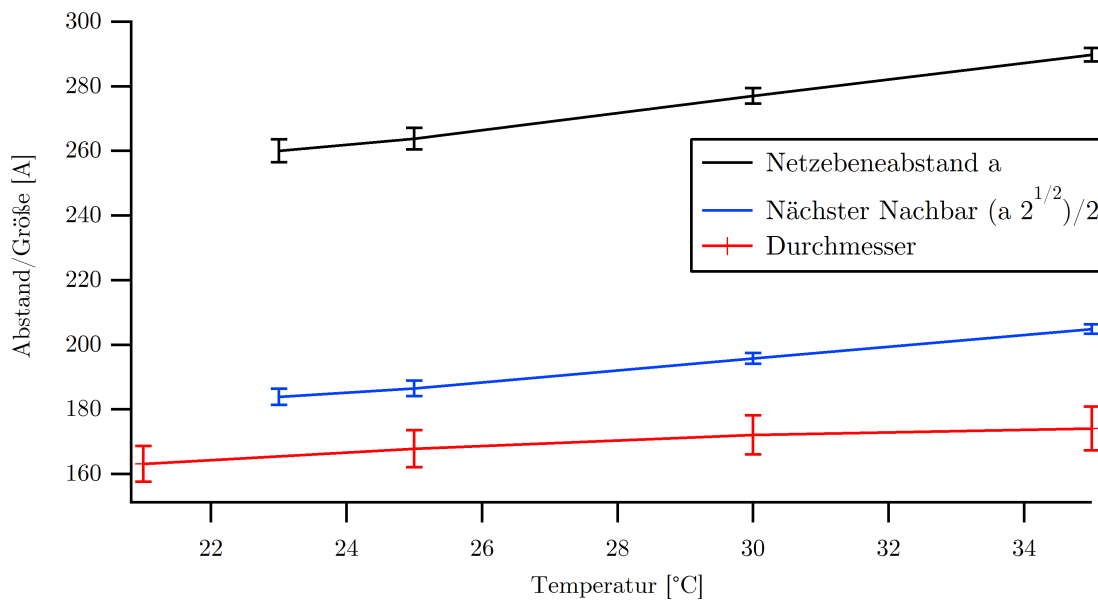 300
280
260
240
220
200
180
160
Abstand/Größe [A]
Netzebeneabstand a
Nächster Nachbar (a 2^1/2)/2
Durchmesser
22 24 26 28 30 32 34
Temperatur [°C]